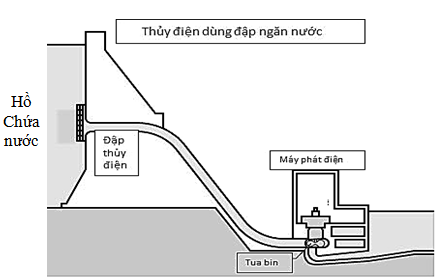 Thủy điện dùng đập ngăn nước
Hồ
Chứa
nước
Đập
thủy
điện
Máy phát điện
Tua bin